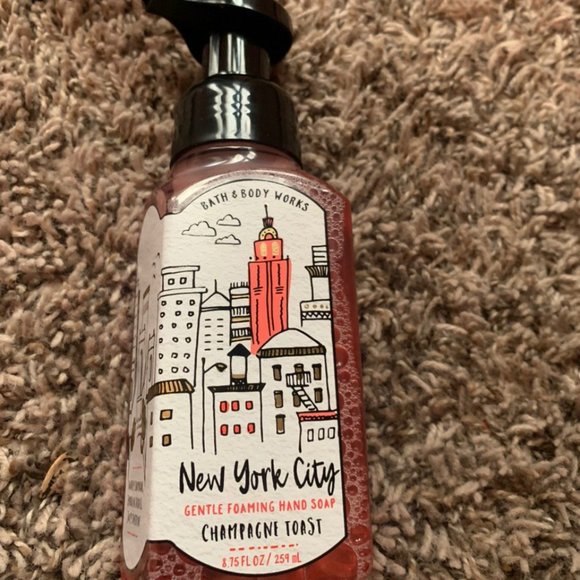 BATH & BODY WORKS
New York City
GENTLE FOAMING HAND SOAP
CHAMPAGNE TOAST
8.75 FL OZ / 259 mL